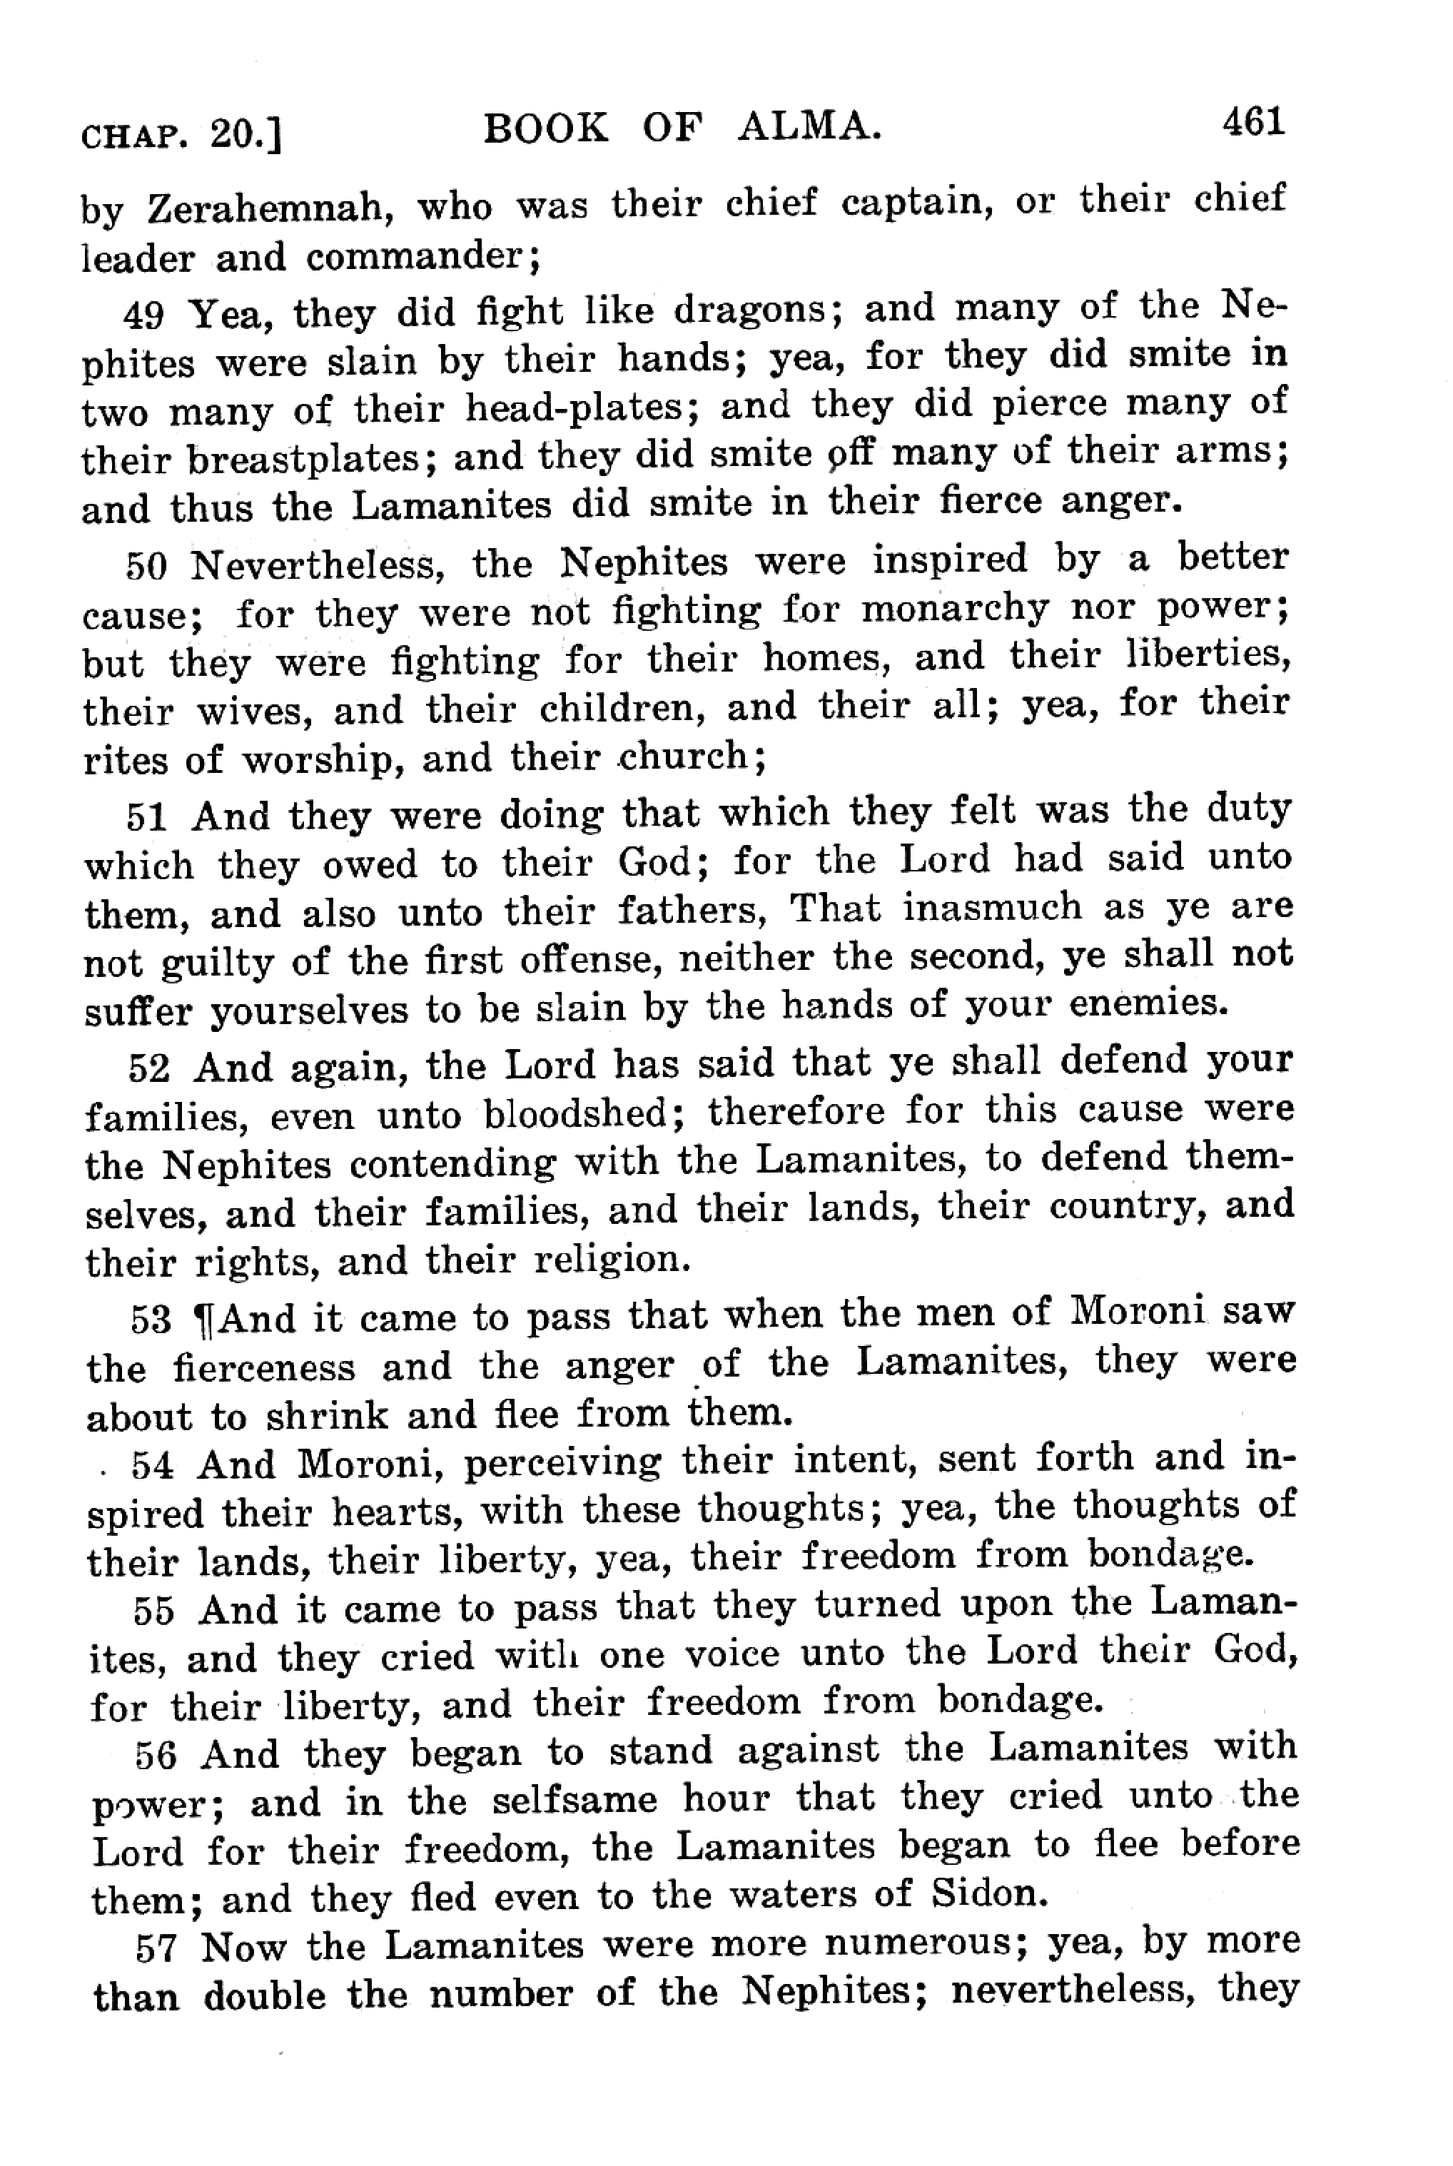 CHAP. 20.] BOOK OF ALMA. 461
by Zerahemnah, who was their chief captain, or their chief
leader and commander;
49 Yea, they did fight like dragons; and many of the Ne-
phites were slain by their hands; yea, for they did smite in
two many of their head-plates; and they did pierce many of
their breastplates; and they did smite off many of their arms;
and thus the Lamanites did smite in their fierce anger.
50 Nevertheless, the Nephites were inspired by a better
cause; for they were not fighting for monarchy nor power;
but they were fighting for their homes, and their liberties,
their wives, and their children, and their all; yea, for their
rites of worship, and their church;
51 And they were doing that which they felt was the duty
which they owed to their God; for the Lord had said unto
them, and also unto their fathers, That inasmuch as ye are
not guilty of the first offense, neither the second, ye shall not
suffer yourselves to be slain by the hands of your enemies.
52 And again, the Lord has said that ye shall defend your
families, even unto bloodshed; therefore for this cause were
the Nephites contending with the Lamanites, to defend them-
selves, and their families, and their lands, their country, and
their rights, and their religion.
53 ¶And it came to pass that when the men of Moroni saw
the fierceness and the anger of the Lamanites, they were
about to shrink and flee from them.
54 And Moroni, perceiving their intent, sent forth and in-
spired their hearts, with these thoughts; yea, the thoughts of
their lands, their liberty, yea, their freedom from bondage.
55 And it came to pass that they turned upon the Laman-
ites, and they cried with one voice unto the Lord their God,
for their liberty, and their freedom from bondage.
56 And they began to stand against the Lamanites with
power; and in the selfsame hour that they cried unto the
Lord for their freedom, the Lamanites began to flee before
them; and they fled even to the waters of Sidon.
57 Now the Lamanites were more numerous; yea, by more
than double the number of the Nephites; nevertheless, they